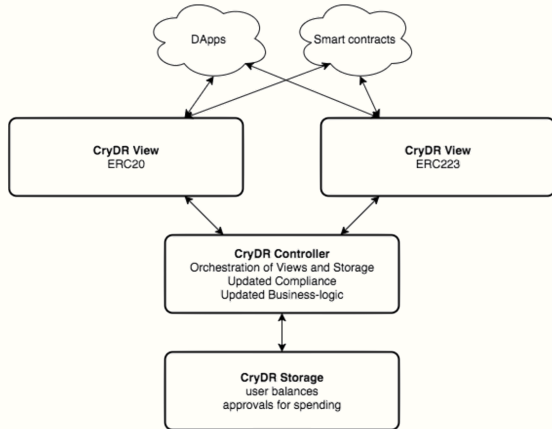 DApps
Smart contracts
CryDR View
ERC20
CryDR View
ERC223
CryDR Controller
Orchestration of Views and Storage
Updated Compliance
Updated Business-logic
CryDR Storage
user balances
approvals for spending